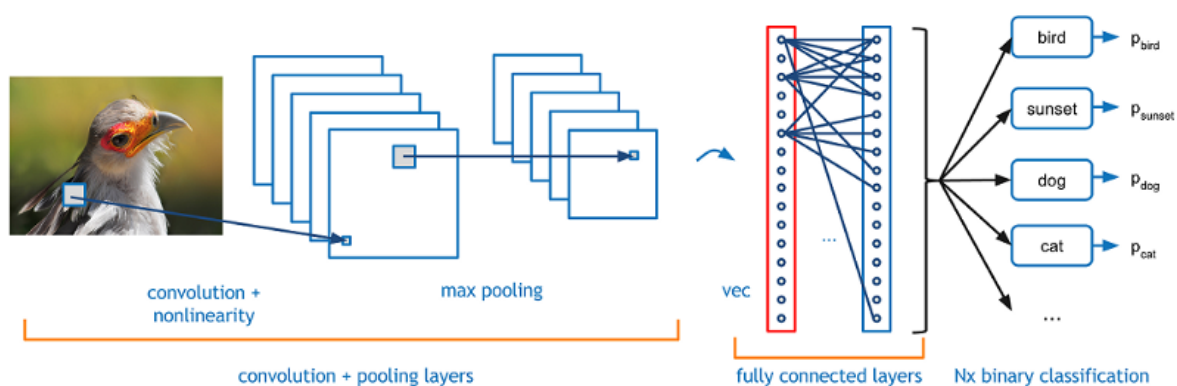 bird
p_bird
sunset
p_sunset
dog
p_dog
cat
p_cat
...
...
convolution +
nonlinearity
max pooling
vec
convolution + pooling layers
fully connected layers
Nx binary classification